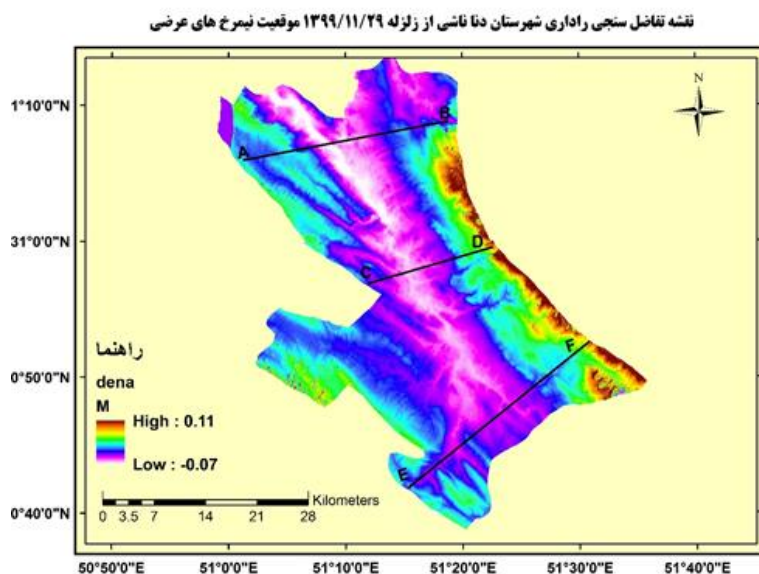 نقشه تفاضل سنجی راداری شهرستان دنا ناشی از زلزله ۱۳۹۹/۱۱/۲۹ موقعیت نیمرخ های عرضی
N
1°10'0"N
31°0'0"N
0°50'0"N
0°40'0"N
A
B
C
D
E
F
راهنما
dena
M
High : 0.11
Low : -0.07
Kilometers
0 3.5 7 14 21 28
50°50'0"E 51°0'0"E 51°10'0"E 51°20'0"E 51°30'0"E 51°40'0"E